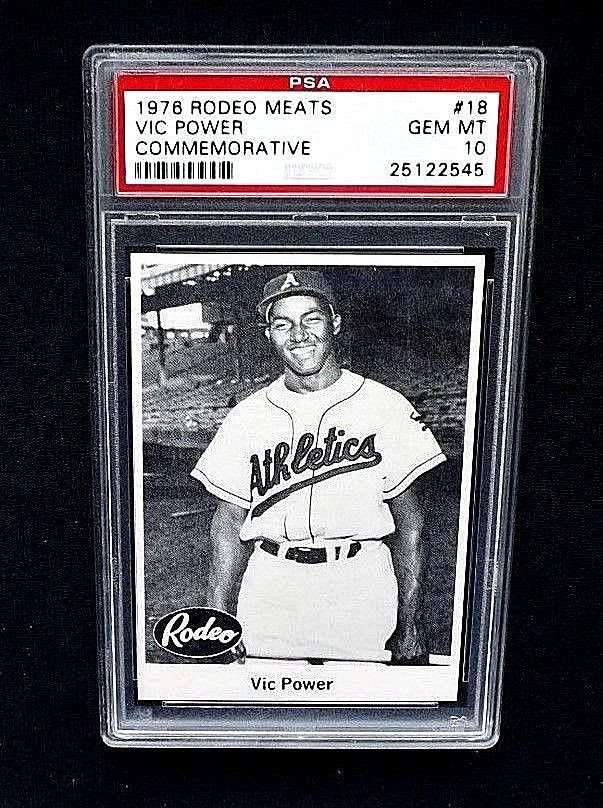 PSA
1976 RODEO MEATS #18
VIC POWER GEM MT
COMMEMORATIVE 10
25122545
A
Athletics
Rodeo
Vic Power